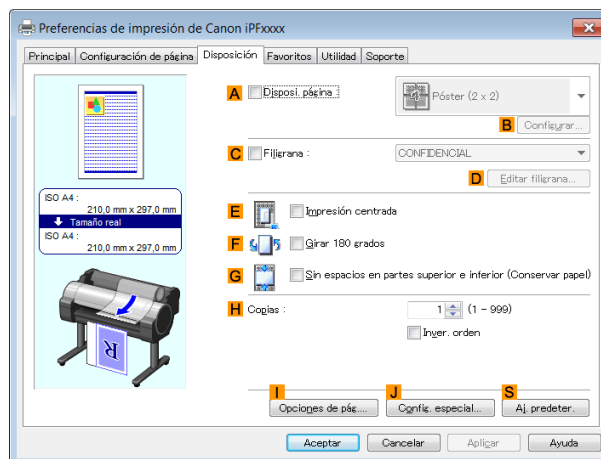 Preferencias de impresión de Canon iPFxxxx
Principal Configuración de página Disposición Favoritos Utilidad Soporte
A Disposi. página : Póster (2 x 2)
B Configurar...
C Filigrana : CONFIDENCIAL
D Editar filigrana...
ISO A4 :
210,0 mm x 297,0 mm
Tamaño real
ISO A4 :
210,0 mm x 297,0 mm
E Impresión centrada
F Girar 180 grados
G Sin espacios en partes superior e inferior (Conservar papel)
H Copias : 1 (1 - 999)
Inver. orden
R
I J S
Opciones de pág.... Config. especial... Aj. predeter.
Aceptar Cancelar Aplicar Ayuda